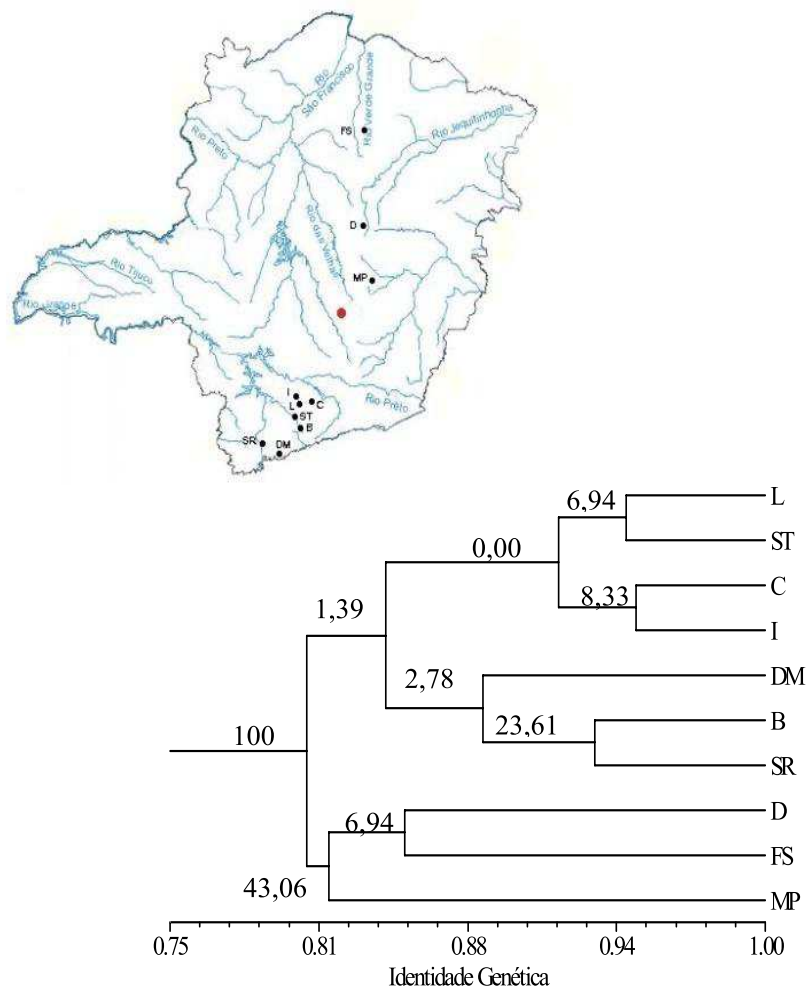 Rio
São Francisco
Rio Verde Grande
FS
Rio Jequitinhonha
Rio Preto
D
Rio das Velhas
MP
Rio Tijuco
I
L
C
Rio Preto
ST
B
SR
DM
L
6,94
ST
0,00
C
8,33
1,39
I
DM
2,78
B
23,61
100
SR
D
6,94
FS
43,06
MP
0.75
0.81
0.88
0.94
1.00
Identidade Genética